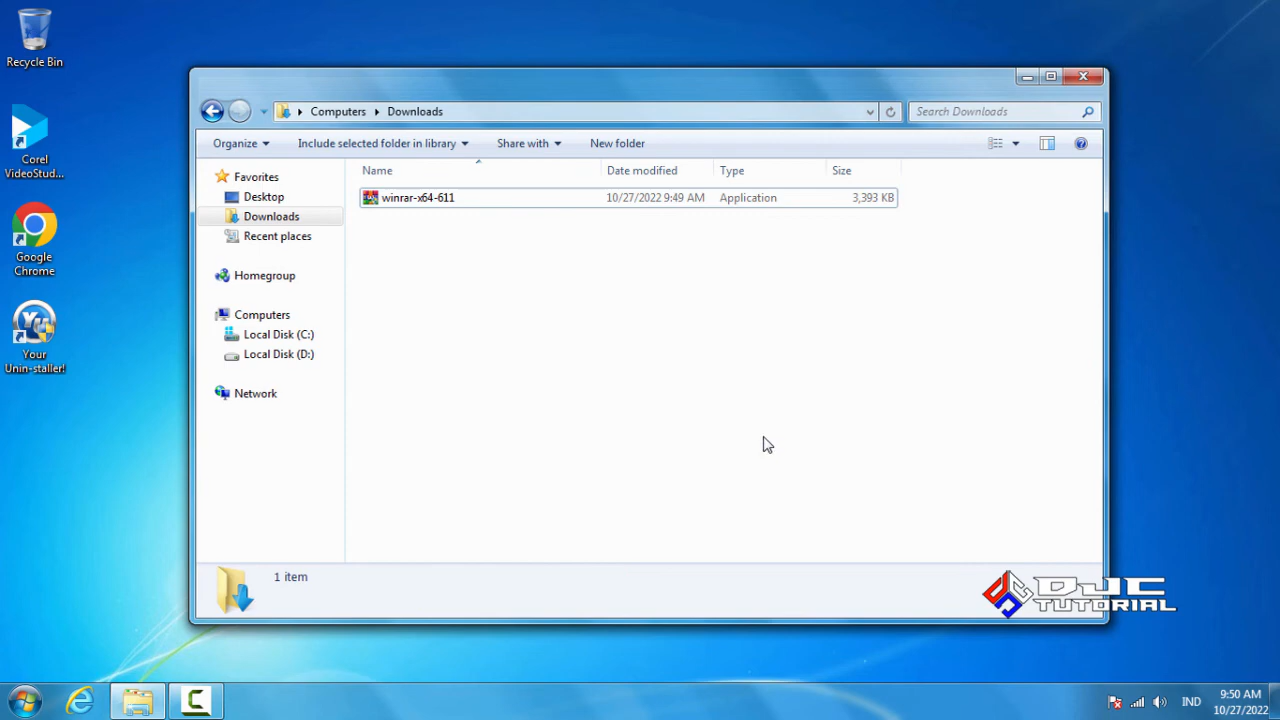 Recycle Bin
Corel
VideoStud...
Google
Chrome
Your
Unin-staller!
Computers
Downloads
Search Downloads
Organize
Include selected folder in library
Share with
New folder
Favorites
Desktop
Downloads
Recent places
Homegroup
Computers
Local Disk (C:)
Local Disk (D:)
Network
Name Date modified Type Size
winrar-x64-611 10/27/2022 9:49 AM Application 3,393 KB
1 item
DJC
TUTORIAL
IND
9:50 AM
10/27/2022